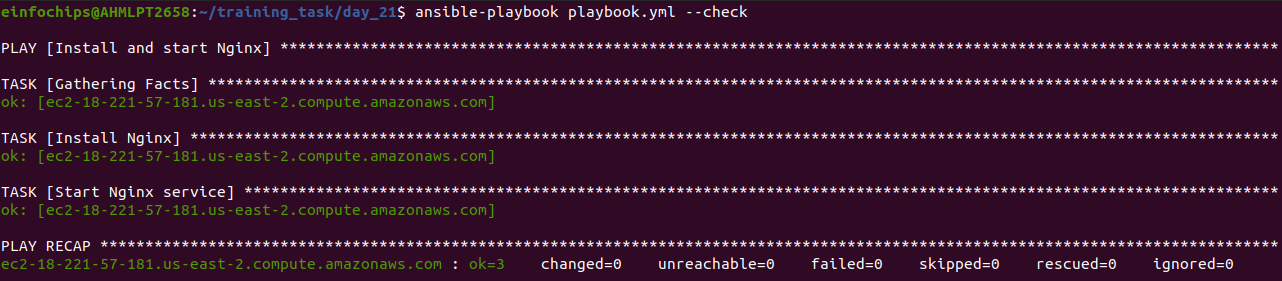 einfochips@AHMLPT2658:~/training_task/day_21$ ansible-playbook playbook.yml --check
PLAY [Install and start Nginx] ***************************************************************************************************************
TASK [Gathering Facts] ***********************************************************************************************************************
ok: [ec2-18-221-57-181.us-east-2.compute.amazonaws.com]
TASK [Install Nginx] *************************************************************************************************************************
ok: [ec2-18-221-57-181.us-east-2.compute.amazonaws.com]
TASK [Start Nginx service] *******************************************************************************************************************
ok: [ec2-18-221-57-181.us-east-2.compute.amazonaws.com]
PLAY RECAP ***********************************************************************************************************************************
ec2-18-221-57-181.us-east-2.compute.amazonaws.com : ok=3    changed=0    unreachable=0    failed=0    skipped=0    rescued=0    ignored=0